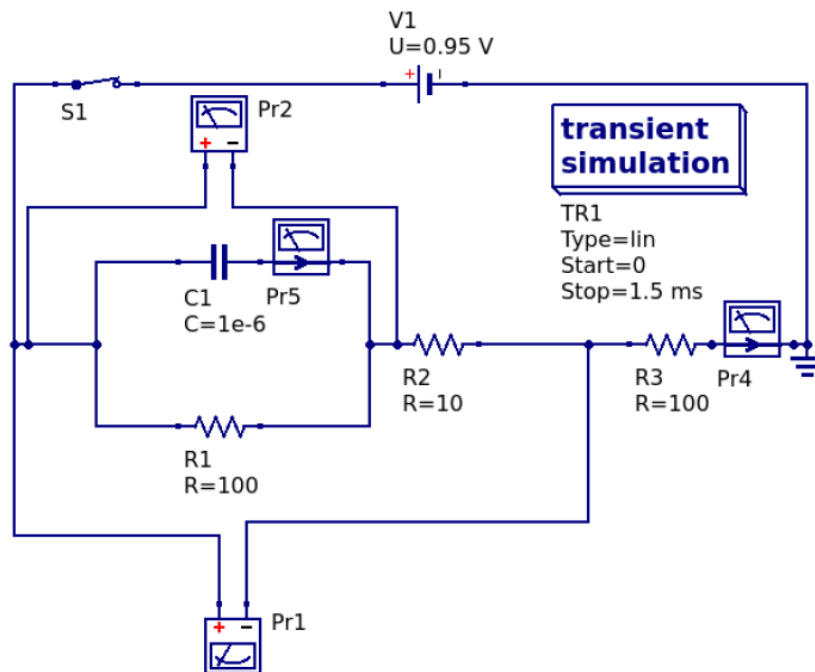 V1
U=0.95 V
+
S1
Pr2
+ −
transient
simulation
TR1
Type=lin
Start=0
Stop=1.5 ms
C1
C=1e-6
Pr5
R2
R=10
R3
R=100
Pr4
R1
R=100
+ −
Pr1